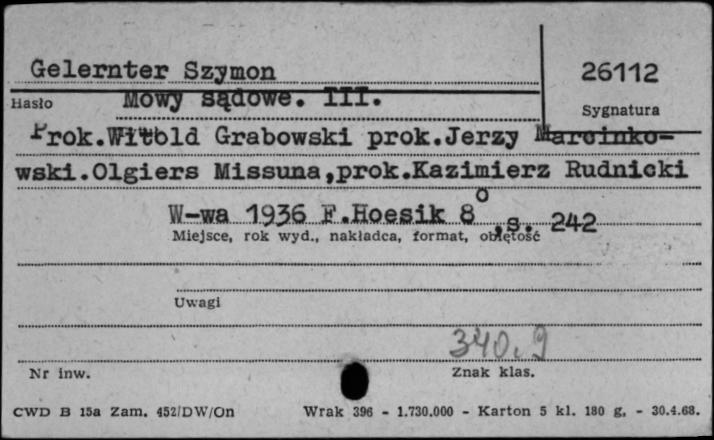 Gelernter Szymon
26112
Hasło
Mowy sądowe. III.
Sygnatura
Prok.Witold Grabowski prok.Jerzy Marcinko-
wski.Olgiers Missuna,prok.Kazimierz Rudnicki
W-wa 1936 F.Hoesik 8°,s. 242
Miejsce, rok wyd., nakładca, format, objętość
Uwagi
340.9
Nr inw.
Znak klas.
CWD B 15a Zam. 452/DW/On Wrak 396 - 1.730.000 - Karton 5 kl. 180 g. - 30.4.68.